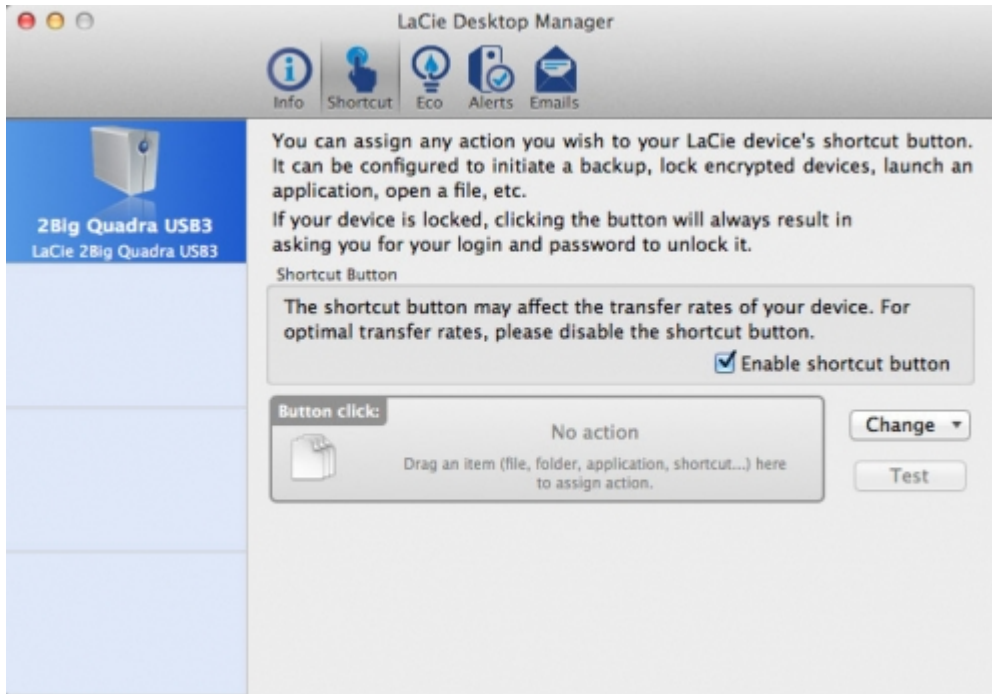 LaCie Desktop Manager
Info Shortcut Eco Alerts Emails
2Big Quadra USB3
LaCie 2Big Quadra USB3
You can assign any action you wish to your LaCie device's shortcut button.
It can be configured to initiate a backup, lock encrypted devices, launch an
application, open a file, etc.
If your device is locked, clicking the button will always result in
asking you for your login and password to unlock it.
Shortcut Button
The shortcut button may affect the transfer rates of your device. For
optimal transfer rates, please disable the shortcut button.
Enable shortcut button
Button click:
No action
Drag an item (file, folder, application, shortcut...) here
to assign action.
Change
Test